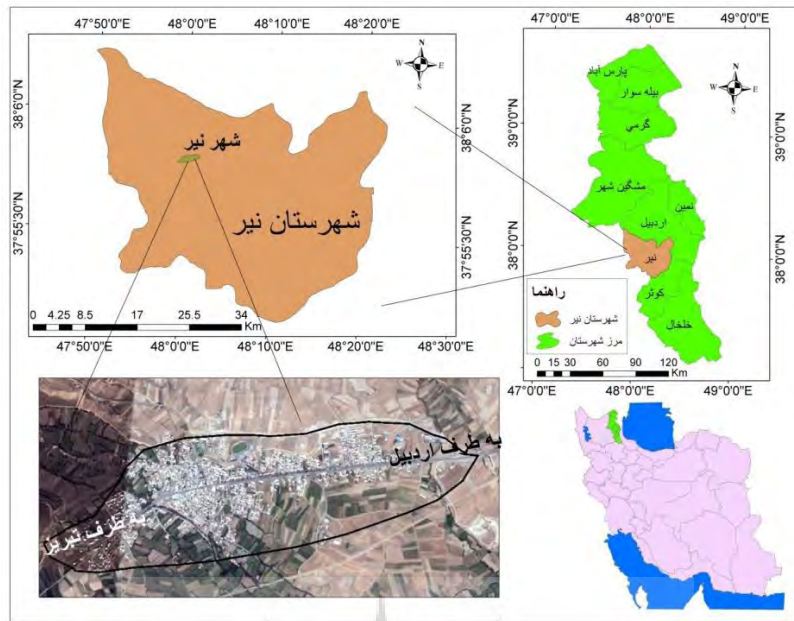 47°50'0"E 48°0'0"E 48°10'0"E 48°20'0"E
38°6'0"N
37°55'30"N
38°6'0"N
37°55'30"N
N
W E
S
شهر نیر
شهرستان نیر
0 4.25 8.5 17 25.5 34
Km
47°50'0"E 48°0'0"E 48°10'0"E 48°20'0"E 48°30'0"E
47°0'0"E 48°0'0"E 49°0'0"E
39°0'0"N
38°0'0"N
39°0'0"N
38°0'0"N
N
W E
S
پارس آباد
بیله سوار
گرمي
مشگین شهر
نمین
اردبیل
نیر
کوثر
خلخال
راهنما
شهرستان نیر
مرز شهرستان
0 15 30 60 90 120
Km
47°0'0"E 48°0'0"E 49°0'0"E
به طرف اردبیل
به طرف تبریز